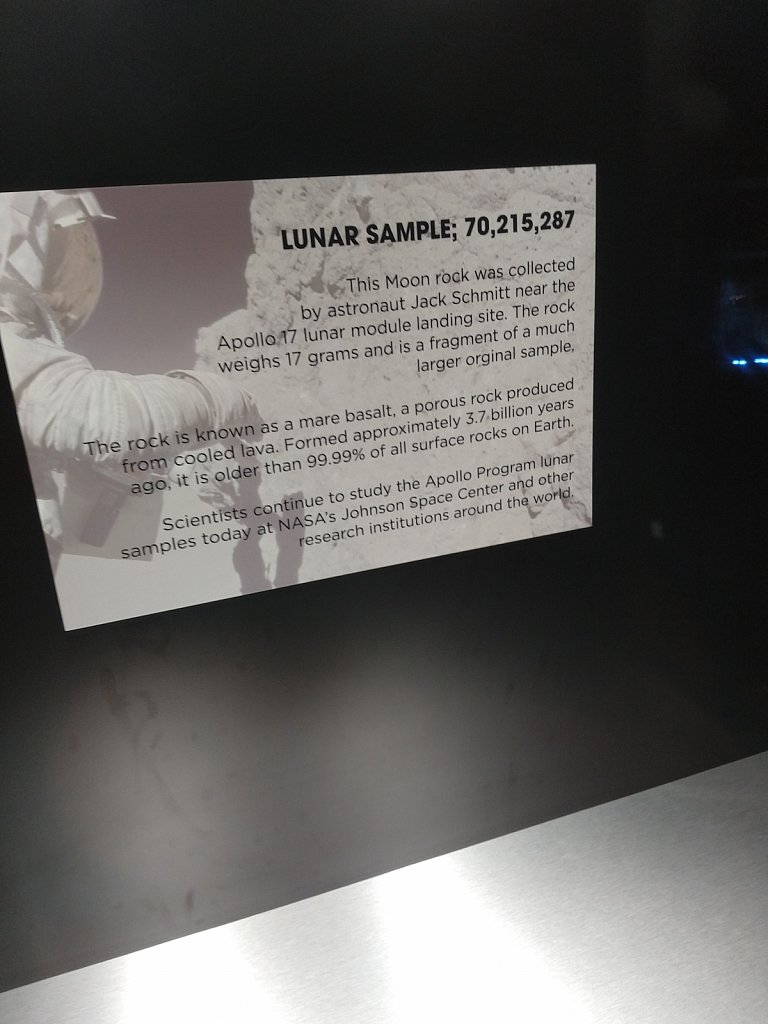 LUNAR SAMPLE; 70,215,287
This Moon rock was collected
by astronaut Jack Schmitt near the
Apollo 17 lunar module landing site. The rock
weighs 17 grams and is a fragment of a much
larger orginal sample.
The rock is known as a mare basalt, a porous rock produced
from cooled lava. Formed approximately 3.7 billion years
ago, it is older than 99.99% of all surface rocks on Earth.
Scientists continue to study the Apollo Program lunar
samples today at NASA's Johnson Space Center and other
research institutions around the world.